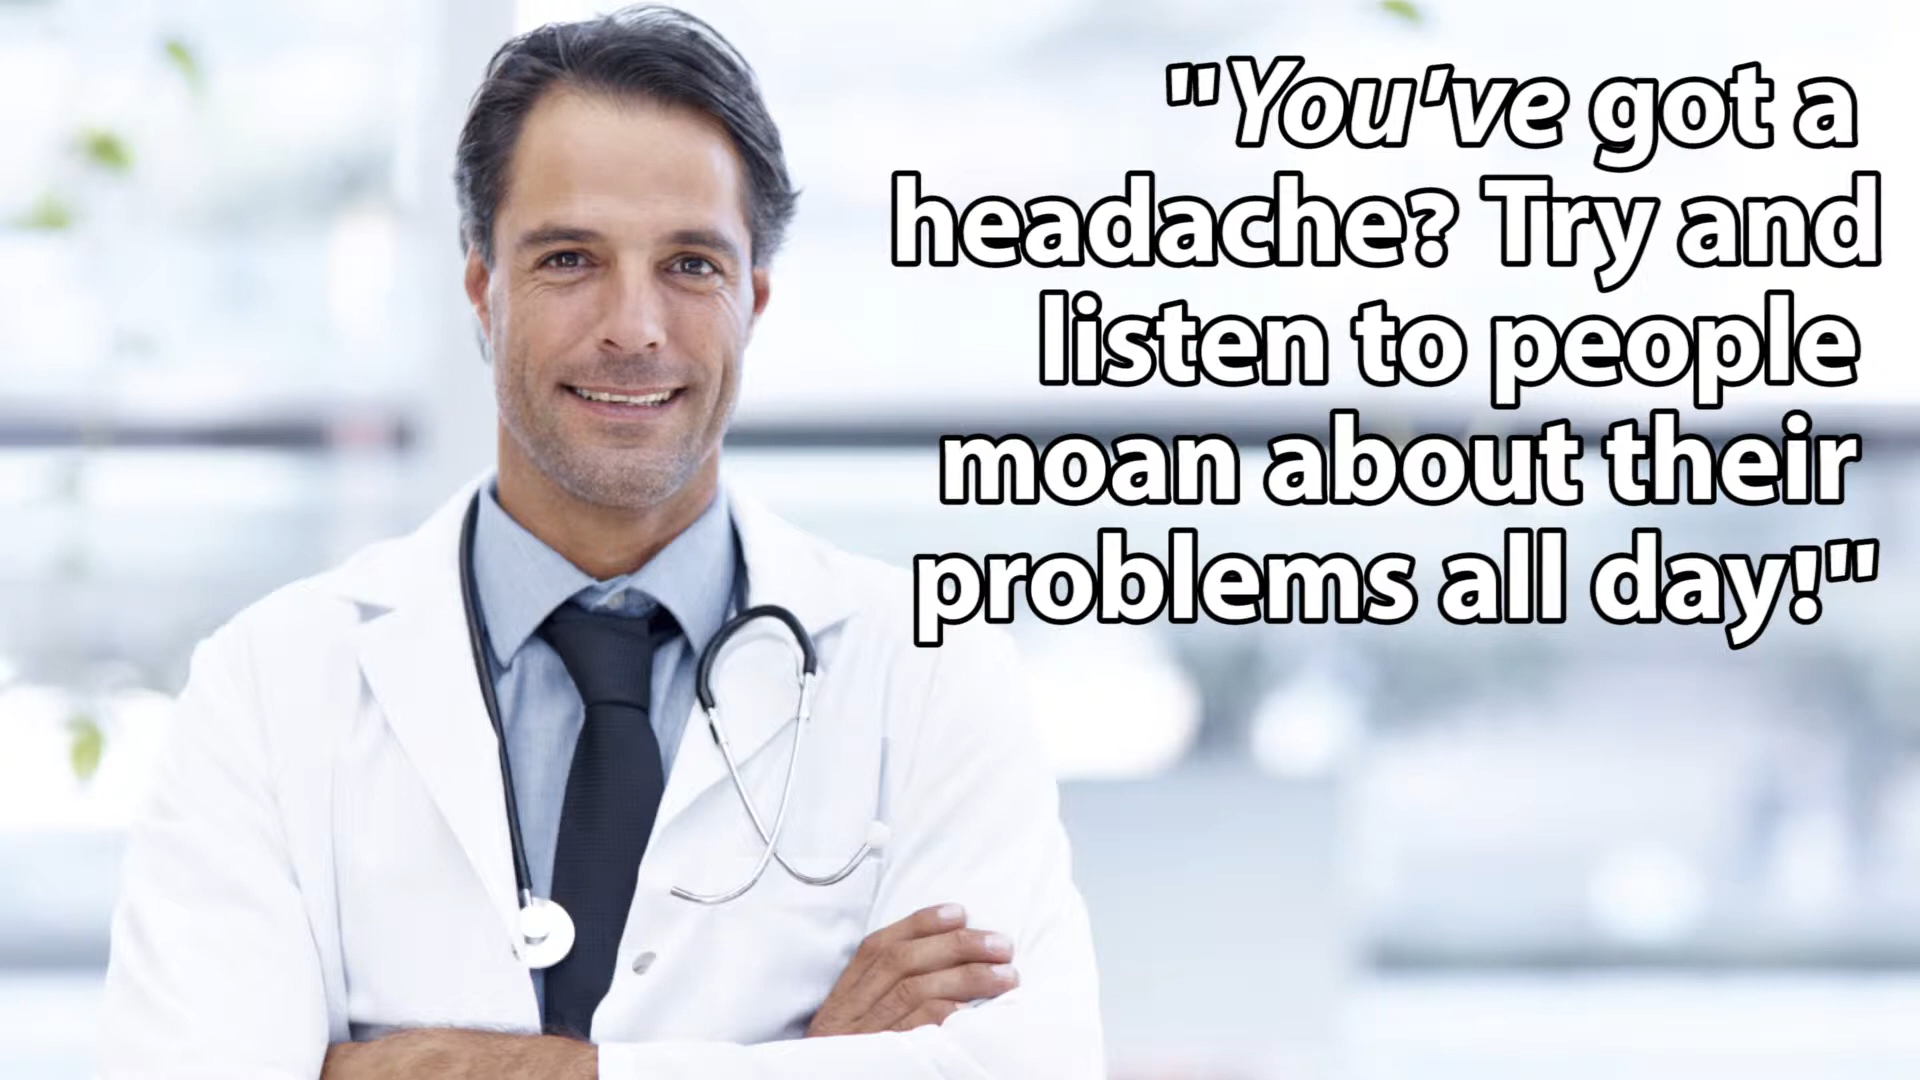 "You've got a
headache? Try and
listen to people
moan about their
problems all day!"